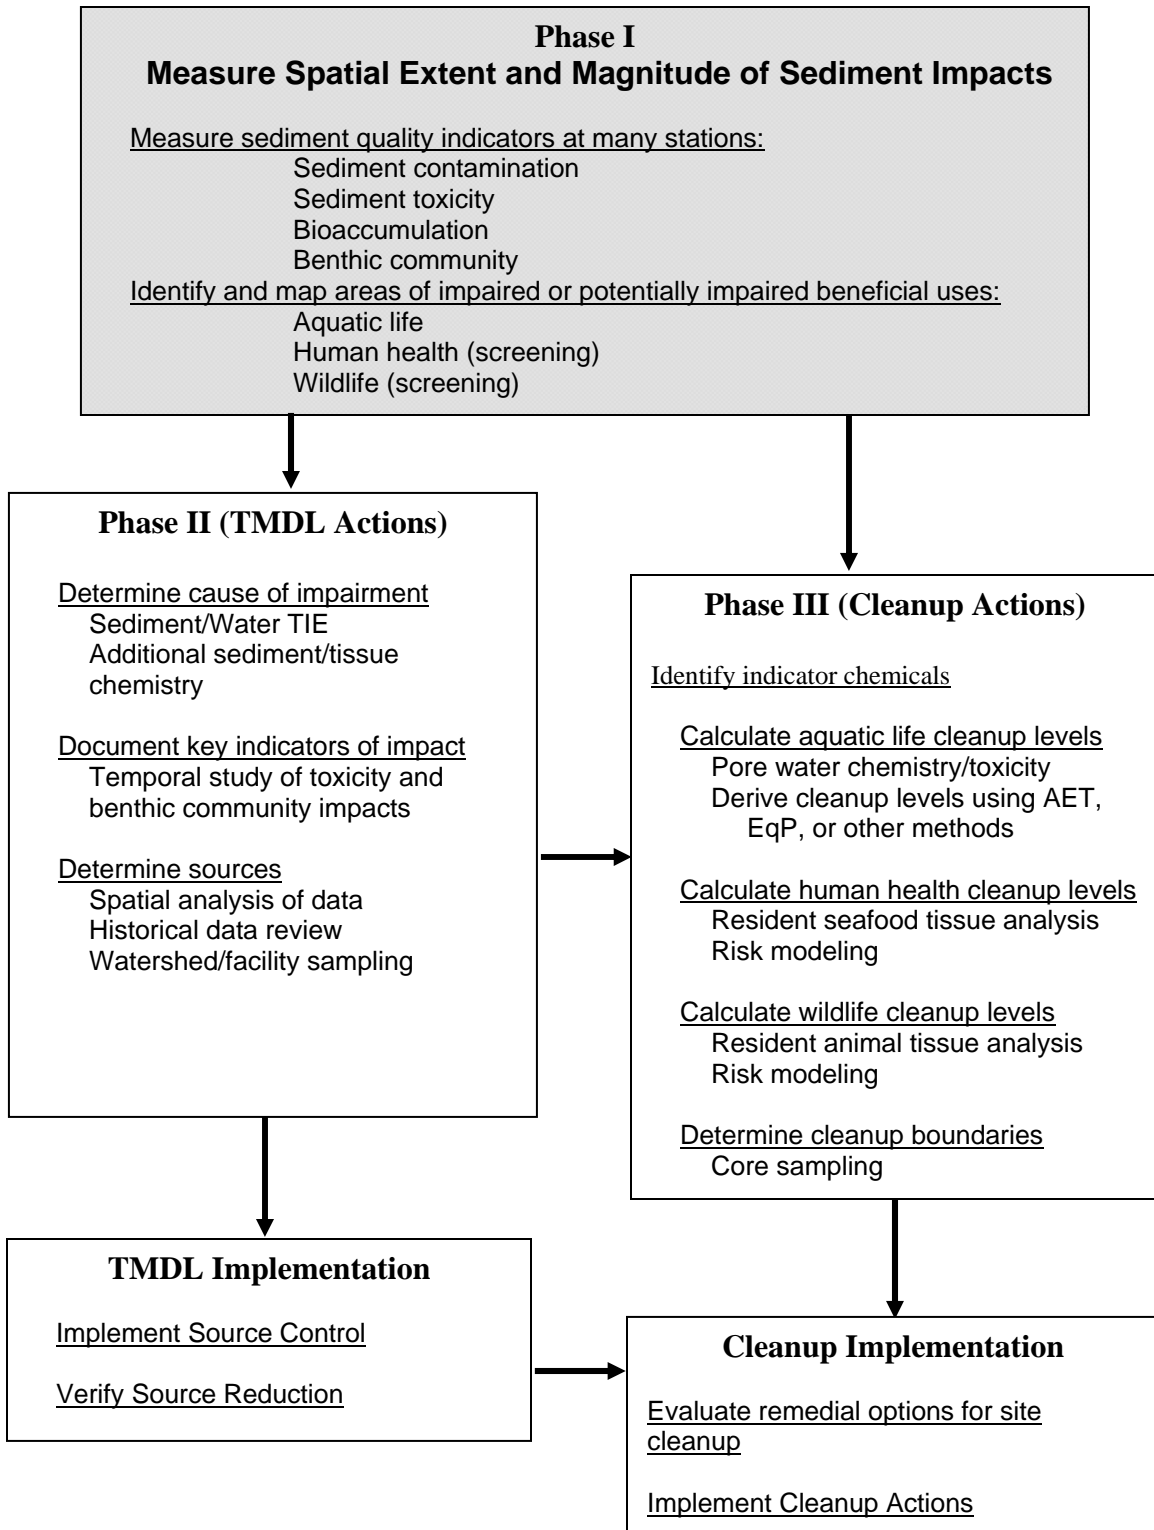 Phase I
Measure Spatial Extent and Magnitude of Sediment Impacts
Measure sediment quality indicators at many stations:
Sediment contamination
Sediment toxicity
Bioaccumulation
Benthic community
Identify and map areas of impaired or potentially impaired beneficial uses:
Aquatic life
Human health (screening)
Wildlife (screening)
Phase II (TMDL Actions)
Determine cause of impairment
Sediment/Water TIE
Additional sediment/tissue
chemistry
Document key indicators of impact
Temporal study of toxicity and
benthic community impacts
Determine sources
Spatial analysis of data
Historical data review
Watershed/facility sampling
Phase III (Cleanup Actions)
Identify indicator chemicals
Calculate aquatic life cleanup levels
Pore water chemistry/toxicity
Derive cleanup levels using AET,
EqP, or other methods
Calculate human health cleanup levels
Resident seafood tissue analysis
Risk modeling
Calculate wildlife cleanup levels
Resident animal tissue analysis
Risk modeling
Determine cleanup boundaries
Core sampling
TMDL Implementation
Implement Source Control
Verify Source Reduction
Cleanup Implementation
Evaluate remedial options for site
cleanup
Implement Cleanup Actions